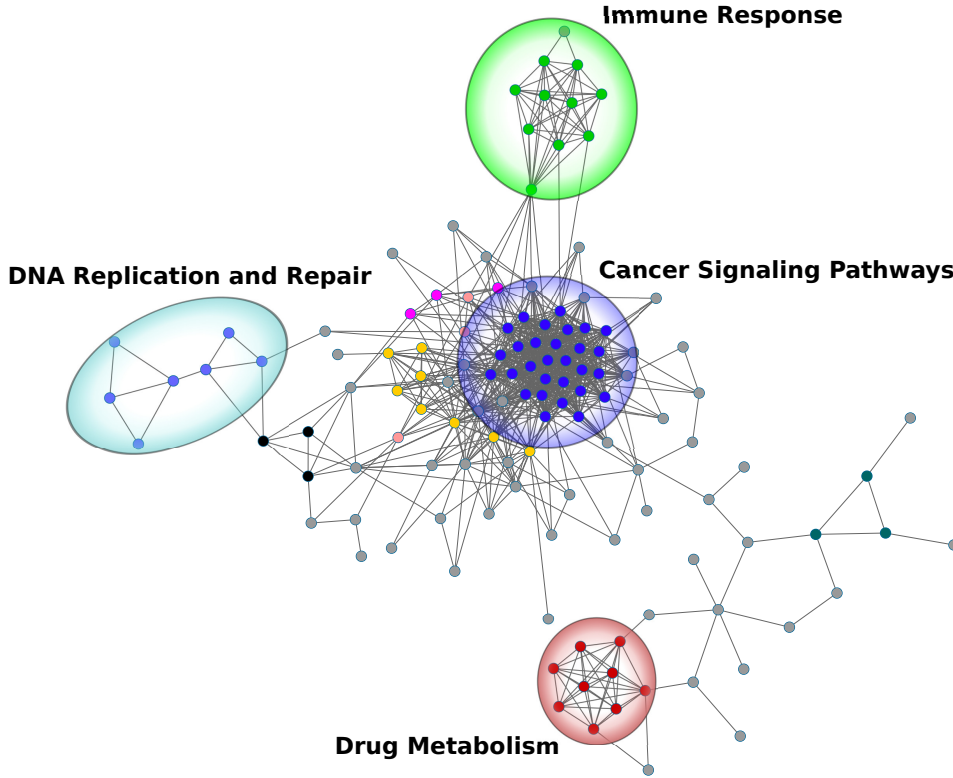 Immune Response
DNA Replication and Repair
Cancer Signaling Pathways
Drug Metabolism